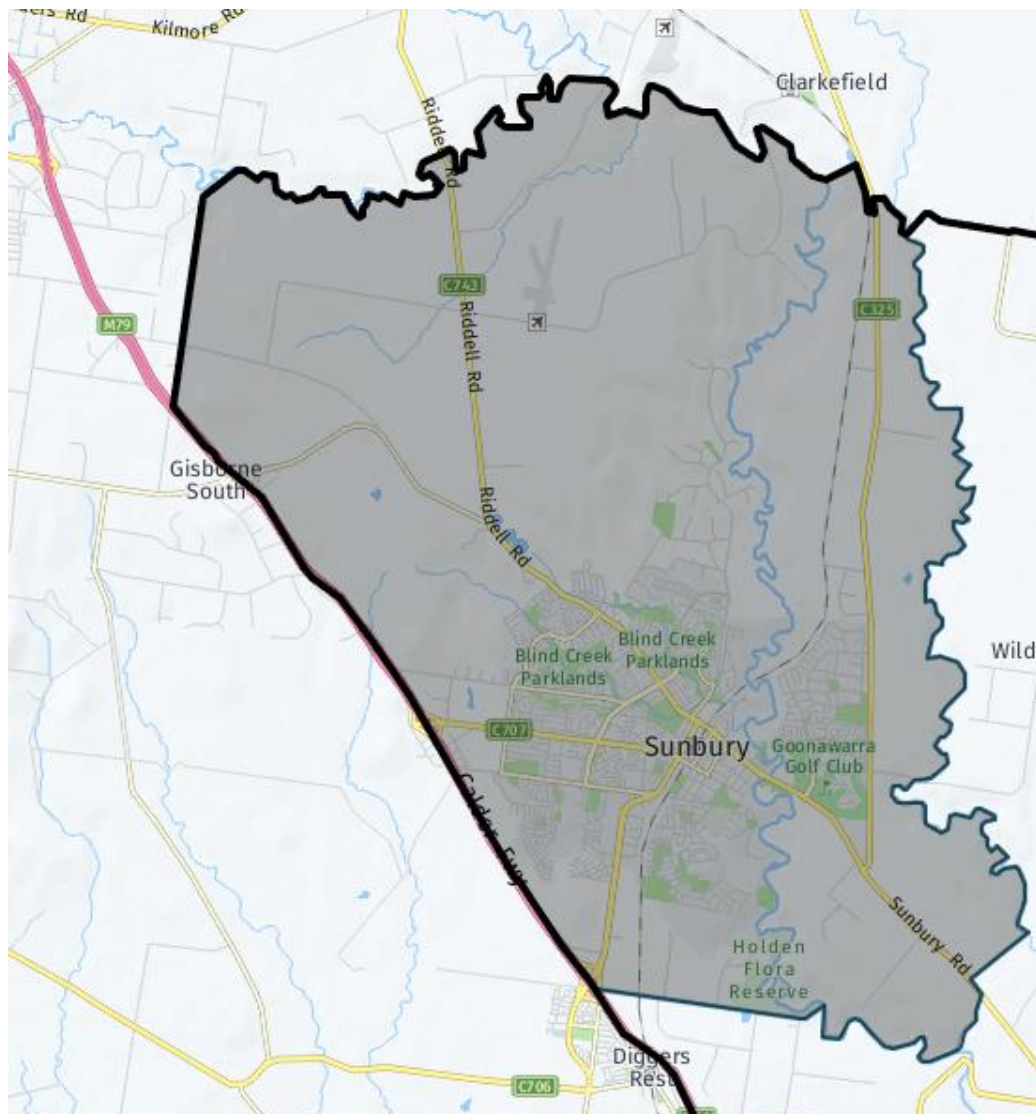 Kilmore Rd
Clarkefield
Riddell Rd
C743
C325
M79
Riddell Rd
Gisborne
South
Riddell Rd
Blind Creek
Parklands
Blind Creek
Parklands
Wild
C707
Sunbury
Goonawarra
Golf Club
Calder Fwy
Sunbury Rd
Holden
Flora
Reserve
Diggers
Rest
C706